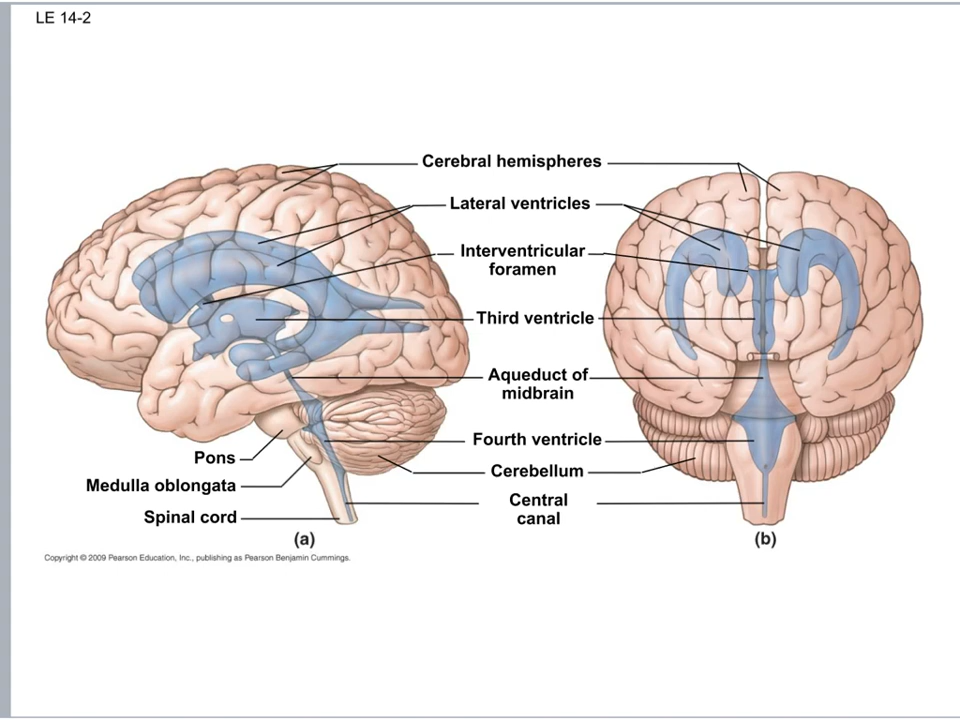 LE 14-2
Cerebral hemispheres
Lateral ventricles
Interventricular
foramen
Third ventricle
Aqueduct of
midbrain
Fourth ventricle
Pons
Cerebellum
Medulla oblongata
Central
canal
Spinal cord
(a)
(b)
Copyright © 2009 Pearson Education, Inc., publishing as Pearson Benjamin Cummings.